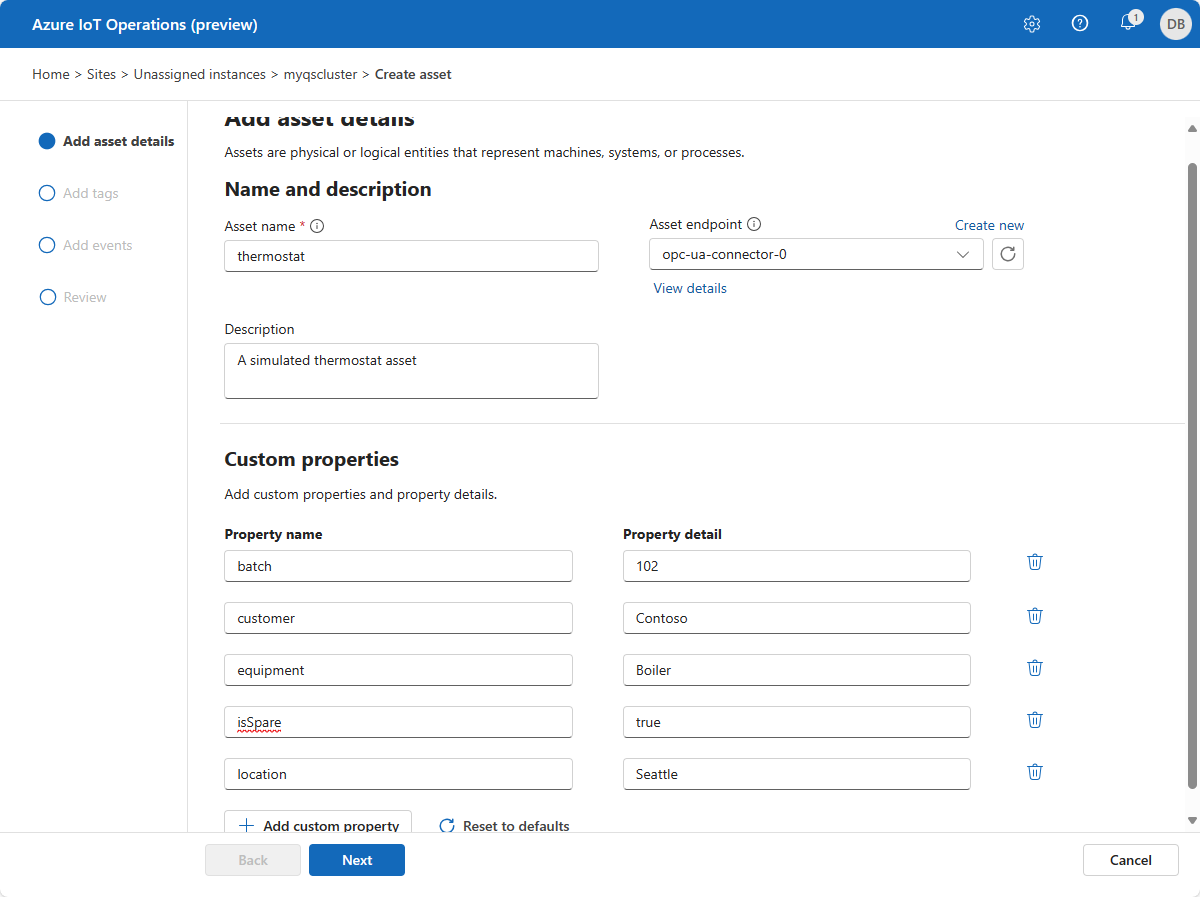 Azure IoT Operations (preview)
1
DB
Home > Sites > Unassigned instances > myqscluster > Create asset
Add asset details
Add tags
Add events
Review
Add asset details
Assets are physical or logical entities that represent machines, systems, or processes.
Name and description
Asset name *
thermostat
Asset endpoint
Create new
opc-ua-connector-0
View details
Description
A simulated thermostat asset
Custom properties
Add custom properties and property details.
Property name Property detail
batch 102
customer Contoso
equipment Boiler
isSpare true
location Seattle
Add custom property Reset to defaults
Back Next Cancel